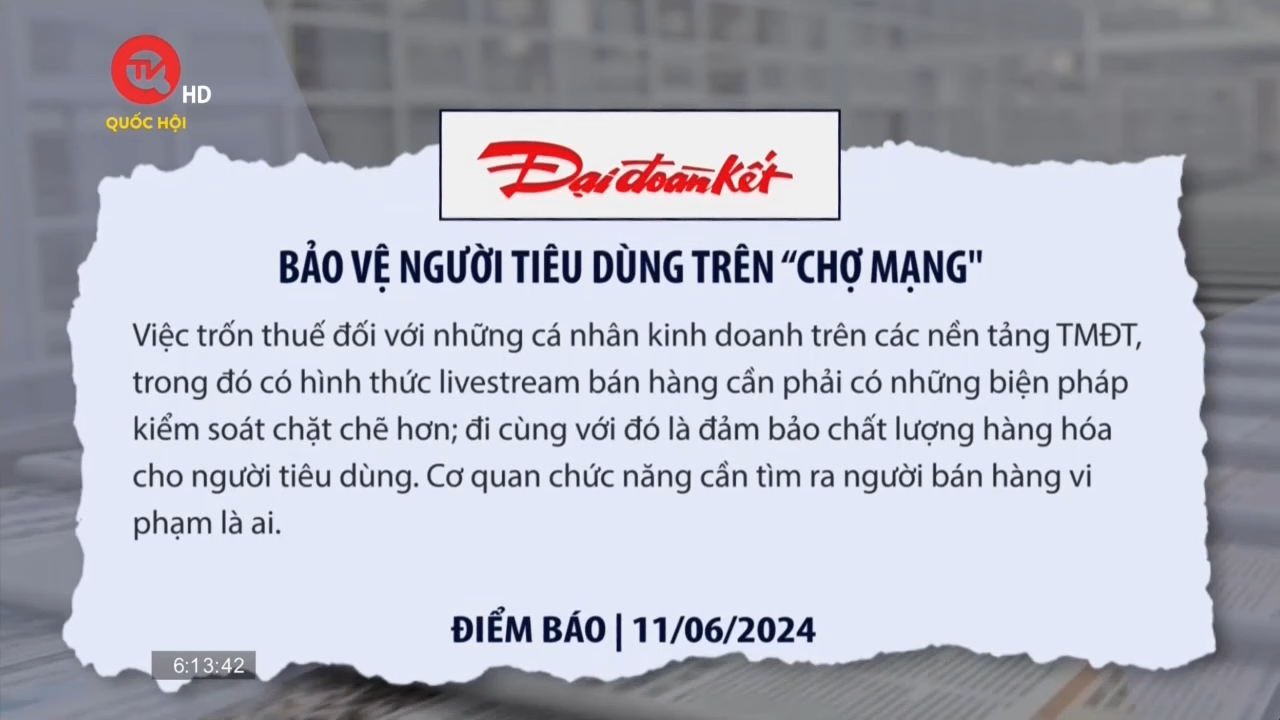 TV
HD
QUỐC HỘI
Đại đoàn kết
BẢO VỆ NGƯỜI TIÊU DÙNG TRÊN “CHỢ MẠNG"
Việc trốn thuế đối với những cá nhân kinh doanh trên các nền tảng TMĐT,
trong đó có hình thức livestream bán hàng cần phải có những biện pháp
kiểm soát chặt chẽ hơn; đi cùng với đó là đảm bảo chất lượng hàng hóa
cho người tiêu dùng. Cơ quan chức năng cần tìm ra người bán hàng vi
phạm là ai.
ĐIỂM BÁO | 11/06/2024
6:13:42